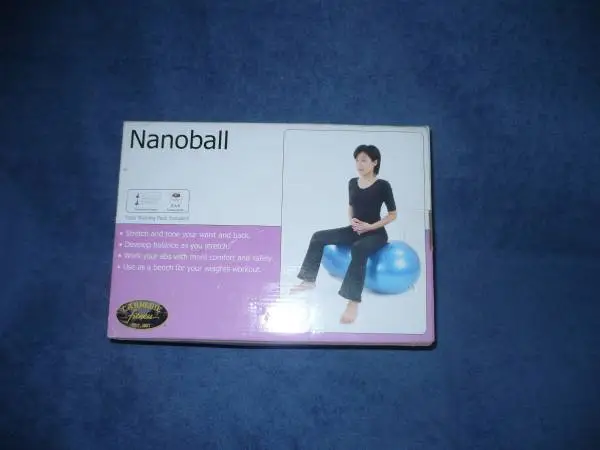 Nanoball
• Stretch and tone your waist and back.
• Develop balance as you stretch.
• Work your abs with more comfort and safety.
• Use as a bench for your weights workout.
fitness